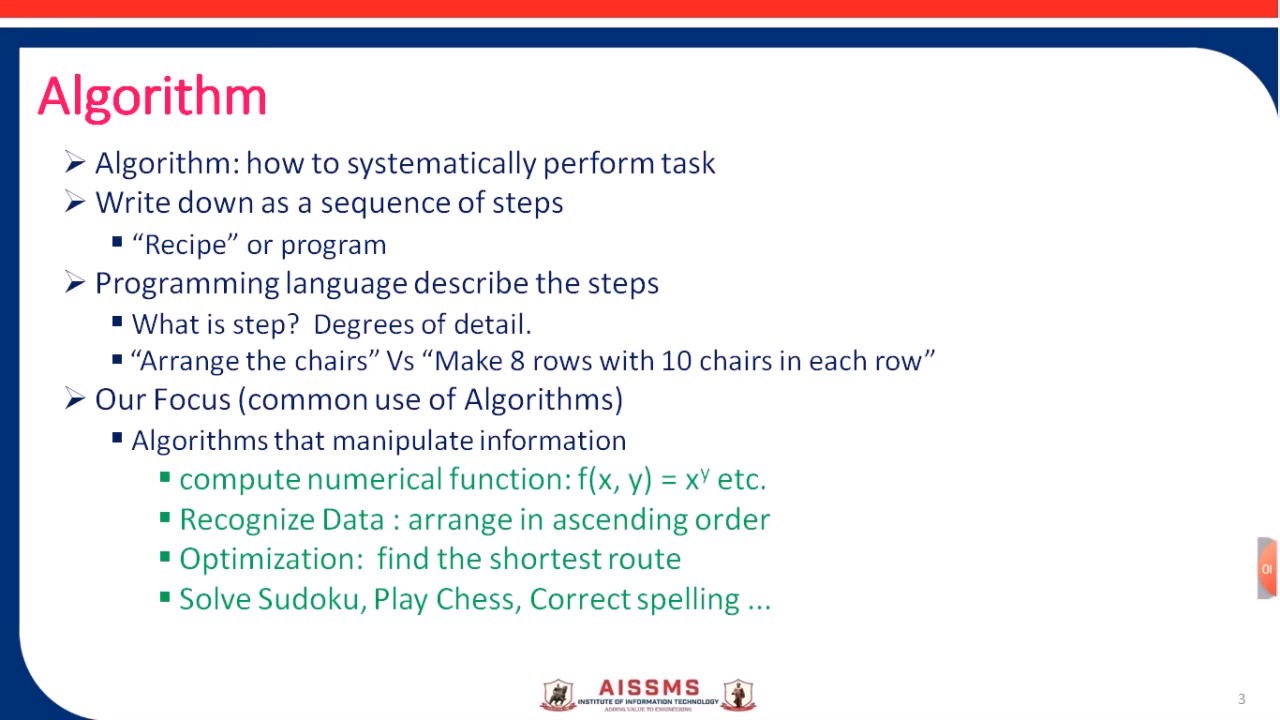 Algorithm
Algorithm: how to systematically perform task
Write down as a sequence of steps
“Recipe” or program
Programming language describe the steps
What is step? Degrees of detail.
“Arrange the chairs” Vs “Make 8 rows with 10 chairs in each row”
Our Focus (common use of Algorithms)
Algorithms that manipulate information
compute numerical function: f(x, y) = xʸ etc.
Recognize Data : arrange in ascending order
Optimization: find the shortest route
Solve Sudoku, Play Chess, Correct spelling ...
AISSMS
INSTITUTE OF INFORMATION TECHNOLOGY
ADDING VALUE TO ENGINEERING
3